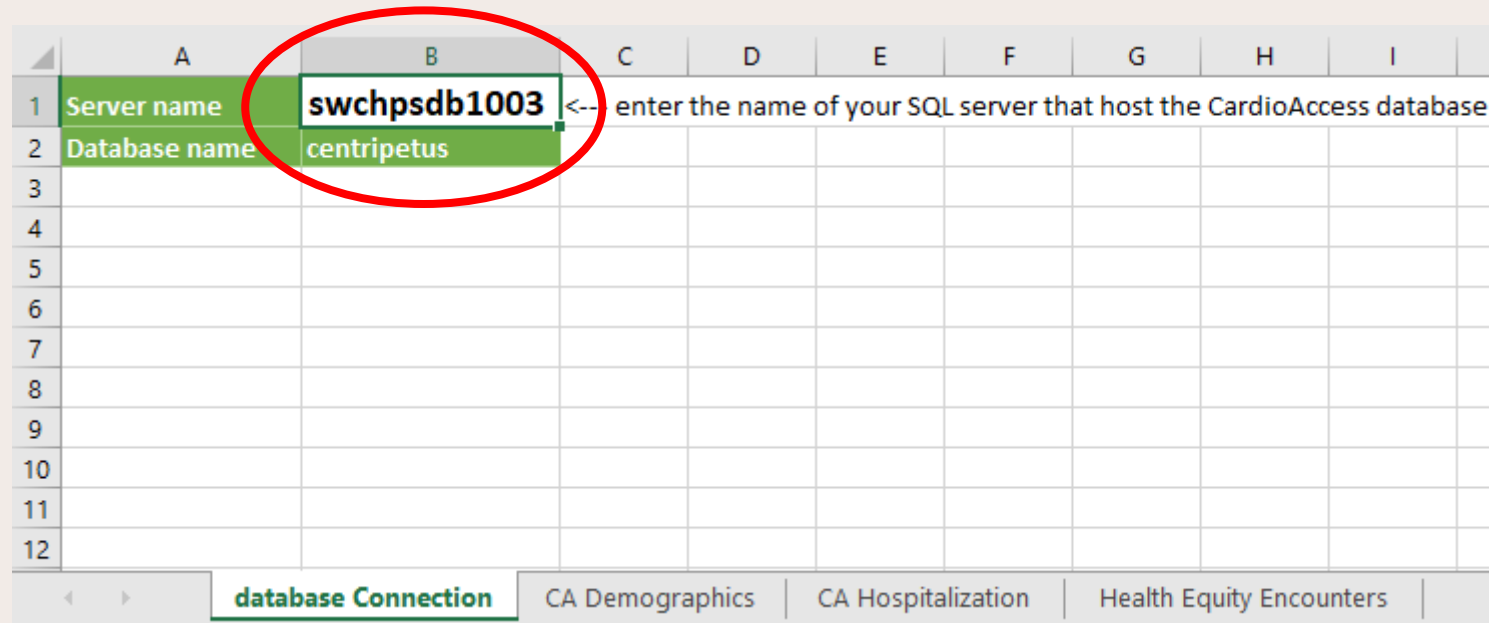 A B C D E F G H I
1 Server name swchpsdb1003 <--- enter the name of your SQL server that host the CardioAccess database
2 Database name centripetus
3
4
5
6
7
8
9
10
11
12
database Connection CA Demographics CA Hospitalization Health Equity Encounters